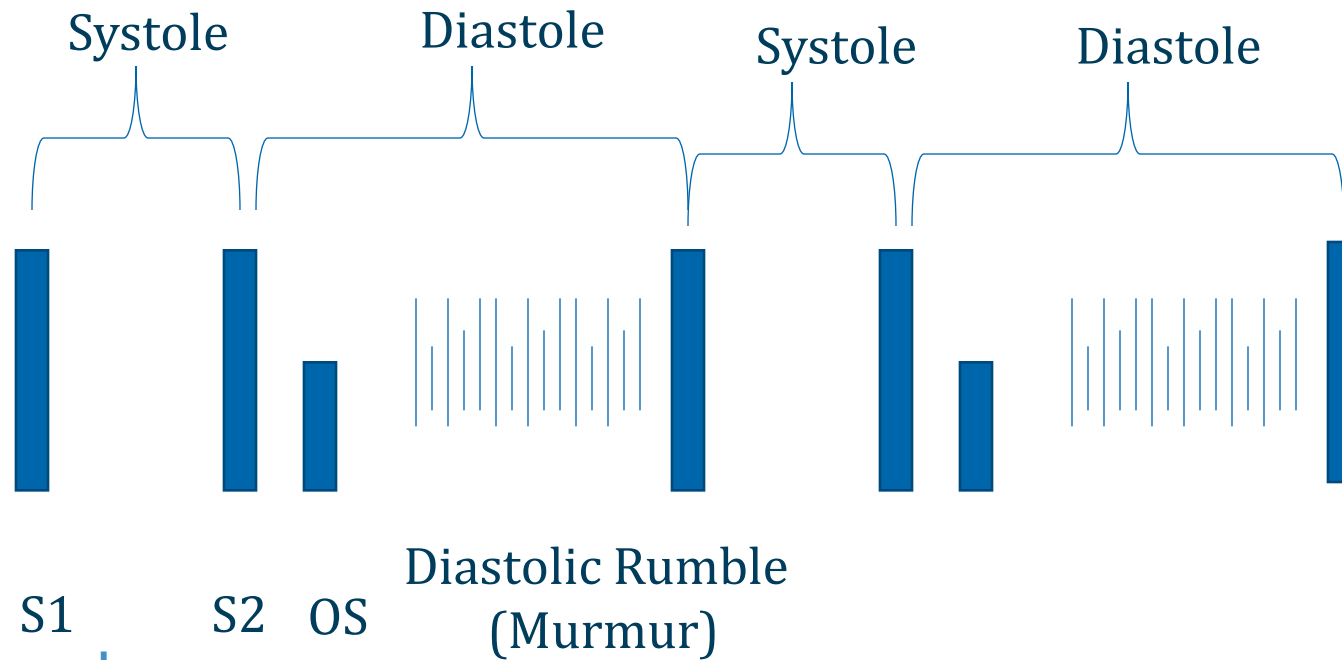 Systole
Diastole
Systole
Diastole
Diastolic Rumble
(Murmur)
S1
S2
OS